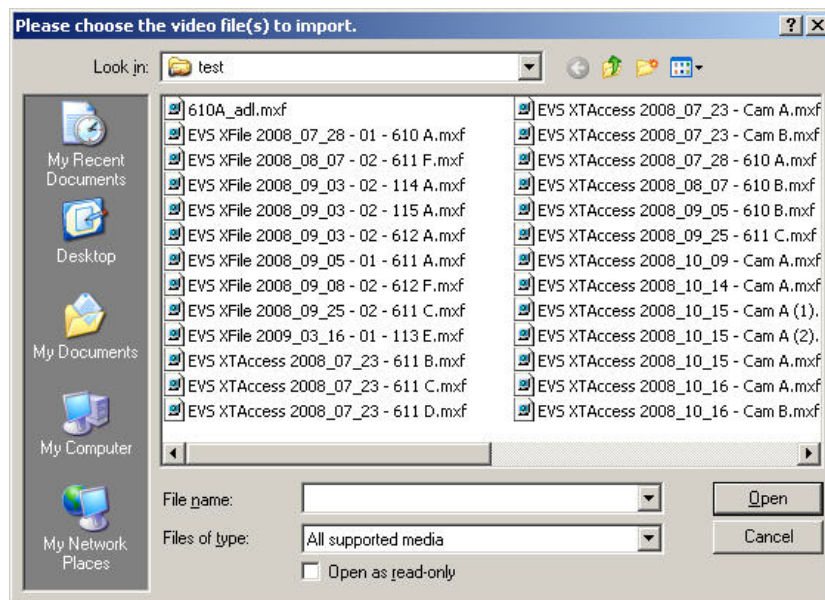 Please choose the video file(s) to import.
Look in:
test
My Recent
Documents
Desktop
My Documents
My Computer
My Network
Places
610A_adl.mxf
EVS XFile 2008_07_28 - 01 - 610 A.mxf
EVS XFile 2008_08_07 - 02 - 611 F.mxf
EVS XFile 2008_09_03 - 02 - 114 A.mxf
EVS XFile 2008_09_03 - 02 - 115 A.mxf
EVS XFile 2008_09_03 - 02 - 612 A.mxf
EVS XFile 2008_09_05 - 01 - 611 A.mxf
EVS XFile 2008_09_08 - 02 - 612 F.mxf
EVS XFile 2008_09_25 - 02 - 611 C.mxf
EVS XFile 2009_03_16 - 01 - 113 E.mxf
EVS XTAccess 2008_07_23 - 611 B.mxf
EVS XTAccess 2008_07_23 - 611 C.mxf
EVS XTAccess 2008_07_23 - 611 D.mxf
EVS XTAccess 2008_07_23 - Cam A.mxf
EVS XTAccess 2008_07_23 - Cam B.mxf
EVS XTAccess 2008_07_28 - 610 A.mxf
EVS XTAccess 2008_08_07 - 610 B.mxf
EVS XTAccess 2008_09_05 - 610 B.mxf
EVS XTAccess 2008_09_25 - 611 C.mxf
EVS XTAccess 2008_10_09 - Cam A.mxf
EVS XTAccess 2008_10_14 - Cam A.mxf
EVS XTAccess 2008_10_15 - Cam A (1).
EVS XTAccess 2008_10_15 - Cam A (2).
EVS XTAccess 2008_10_15 - Cam A.mxf
EVS XTAccess 2008_10_16 - Cam A.mxf
EVS XTAccess 2008_10_16 - Cam B.mxf
File name:
Open
Files of type:
All supported media
Cancel
Open as read-only